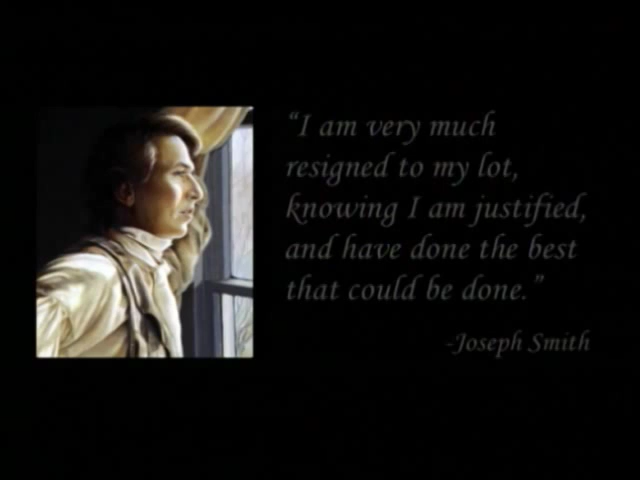 “I am very much
resigned to my lot,
knowing I am justified,
and have done the best
that could be done.”
-Joseph Smith